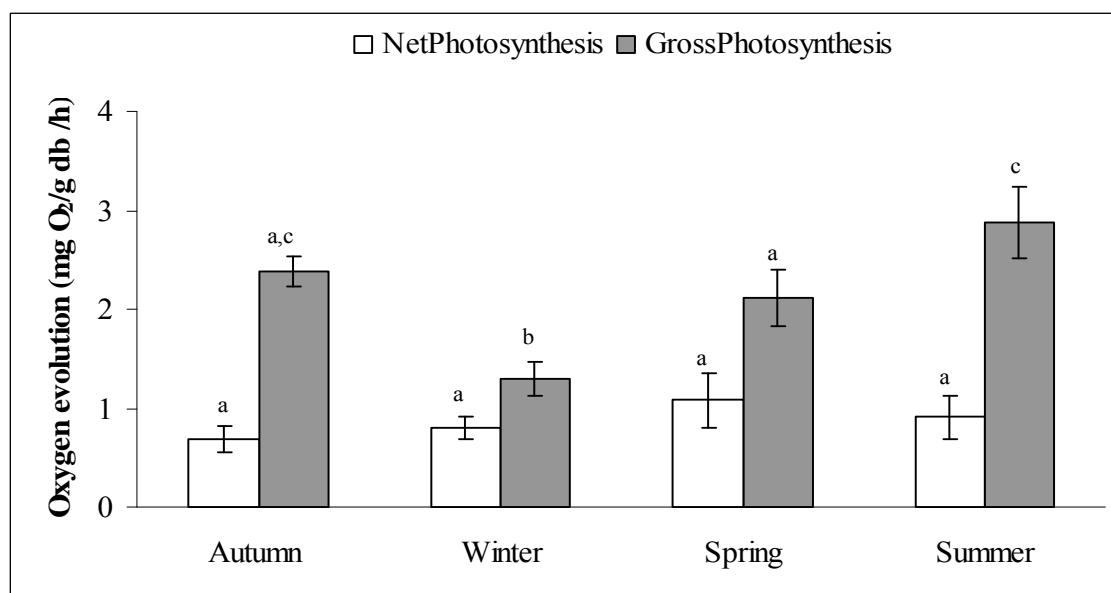 NetPhotosynthesis GrossPhotosynthesis
Oxygen evolution (mg O₂/g db /h)
4
3
2
1
0
a
a,c
a
b
a
a
a
c
Autumn Winter Spring Summer